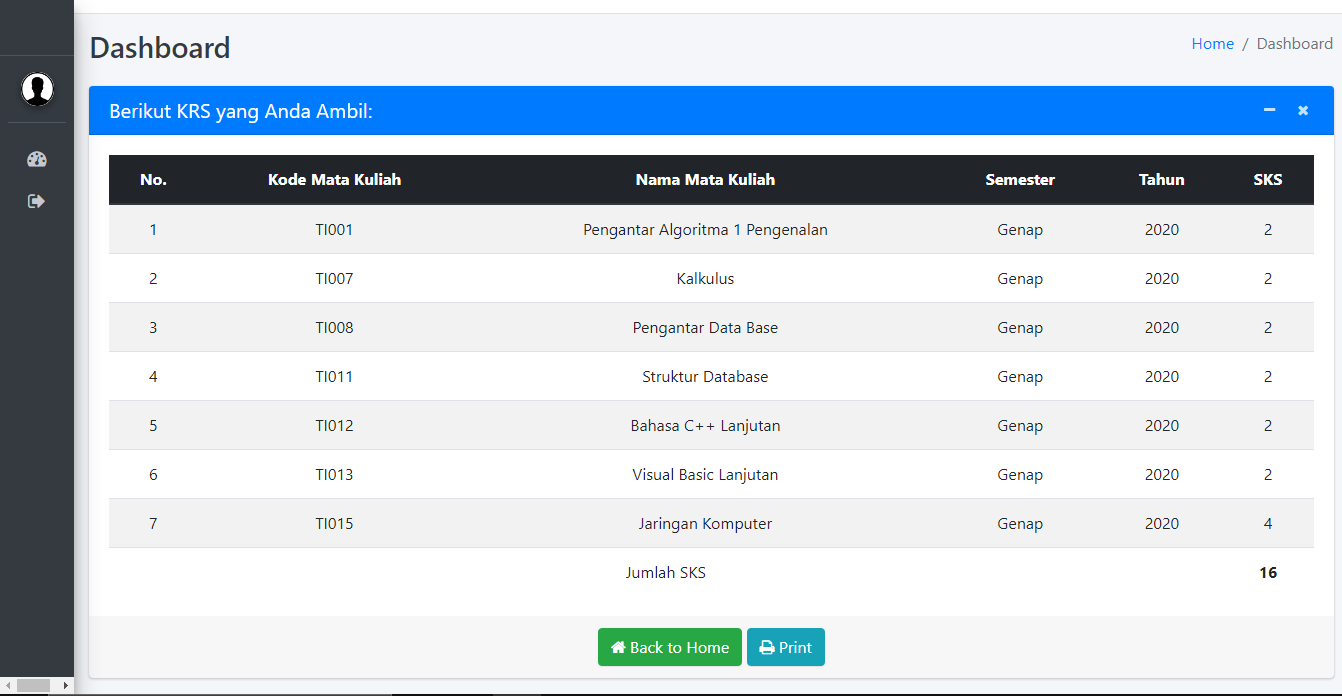 Dashboard
Home / Dashboard
Berikut KRS yang Anda Ambil:
No. Kode Mata Kuliah Nama Mata Kuliah Semester Tahun SKS
1 TI001 Pengantar Algoritma 1 Pengenalan Genap 2020 2
2 TI007 Kalkulus Genap 2020 2
3 TI008 Pengantar Data Base Genap 2020 2
4 TI011 Struktur Database Genap 2020 2
5 TI012 Bahasa C++ Lanjutan Genap 2020 2
6 TI013 Visual Basic Lanjutan Genap 2020 2
7 TI015 Jaringan Komputer Genap 2020 4
Jumlah SKS 16
Back to Home Print